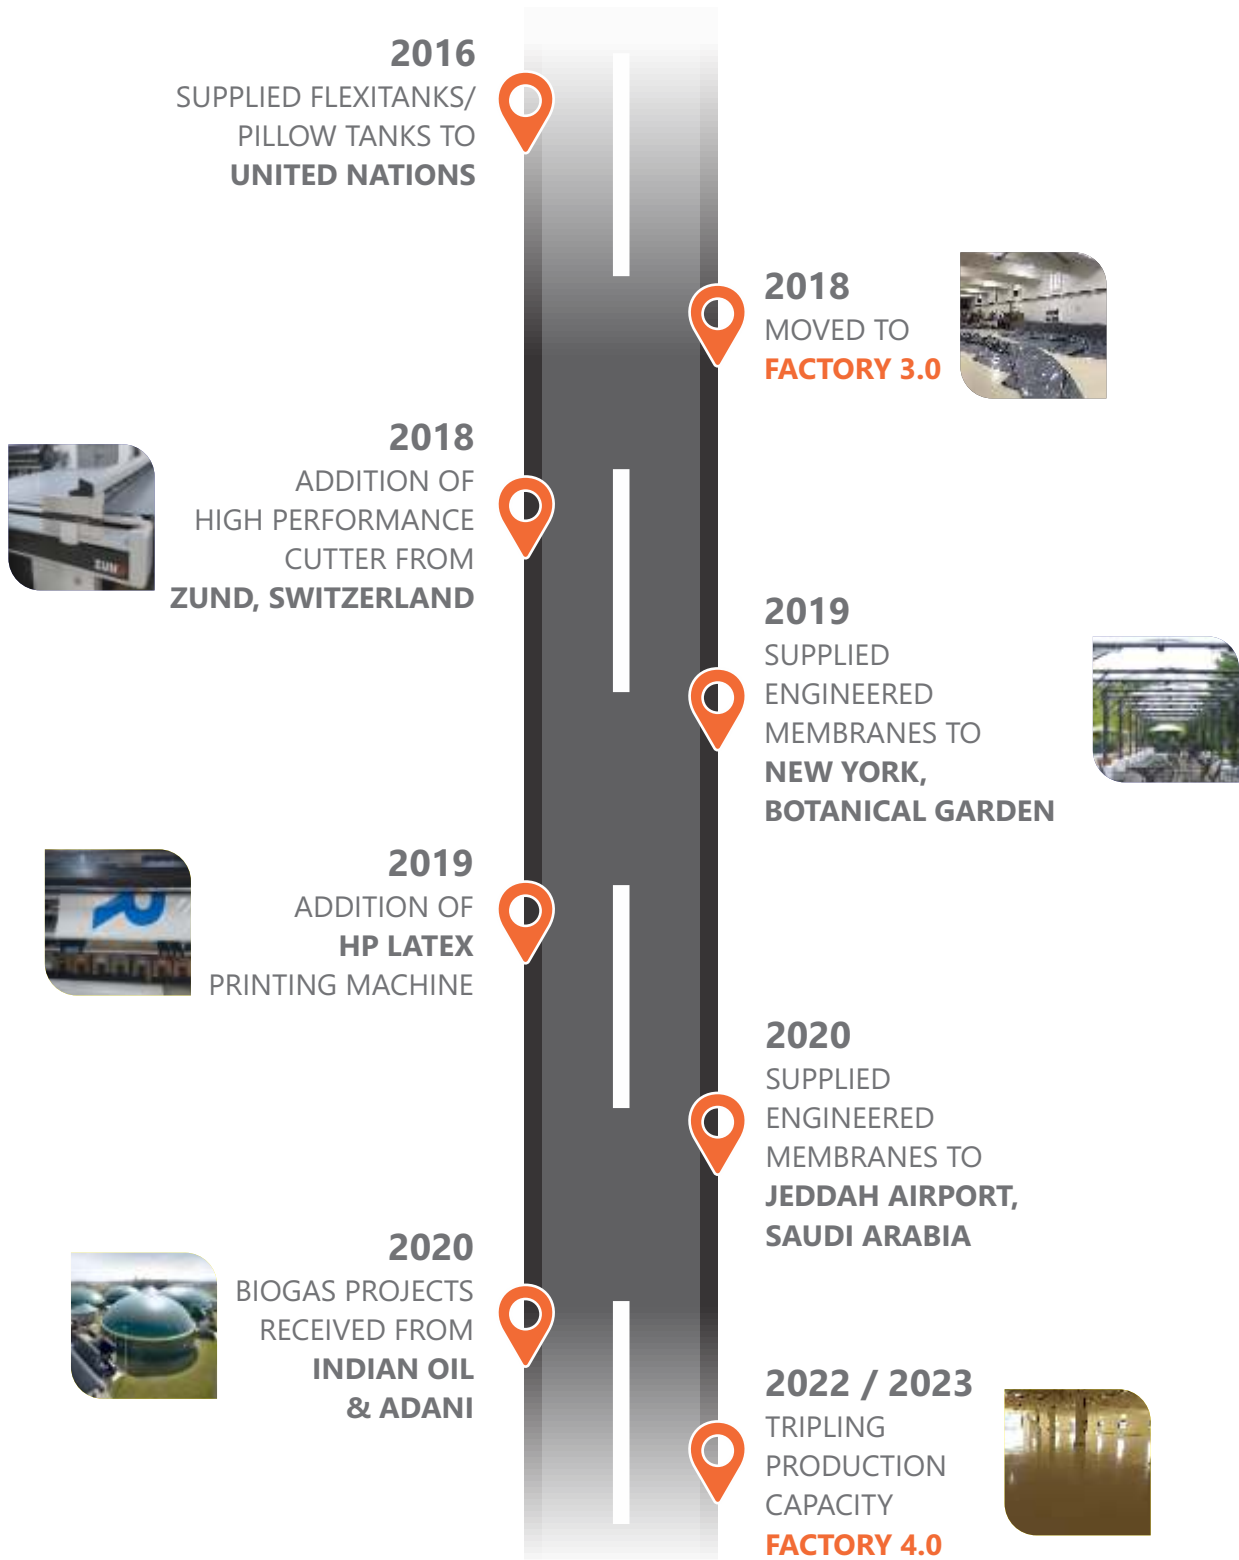 2016
SUPPLIED FLEXITANKS/
PILLOW TANKS TO
UNITED NATIONS
2018
MOVED TO
FACTORY 3.0
2018
ADDITION OF
HIGH PERFORMANCE
CUTTER FROM
ZUND, SWITZERLAND
2019
SUPPLIED
ENGINEERED
MEMBRANES TO
NEW YORK,
BOTANICAL GARDEN
2019
ADDITION OF
HP LATEX
PRINTING MACHINE
2020
SUPPLIED
ENGINEERED
MEMBRANES TO
JEDDAH AIRPORT,
SAUDI ARABIA
2020
BIOGAS PROJECTS
RECEIVED FROM
INDIAN OIL
& ADANI
2022 / 2023
TRIPLING
PRODUCTION
CAPACITY
FACTORY 4.0